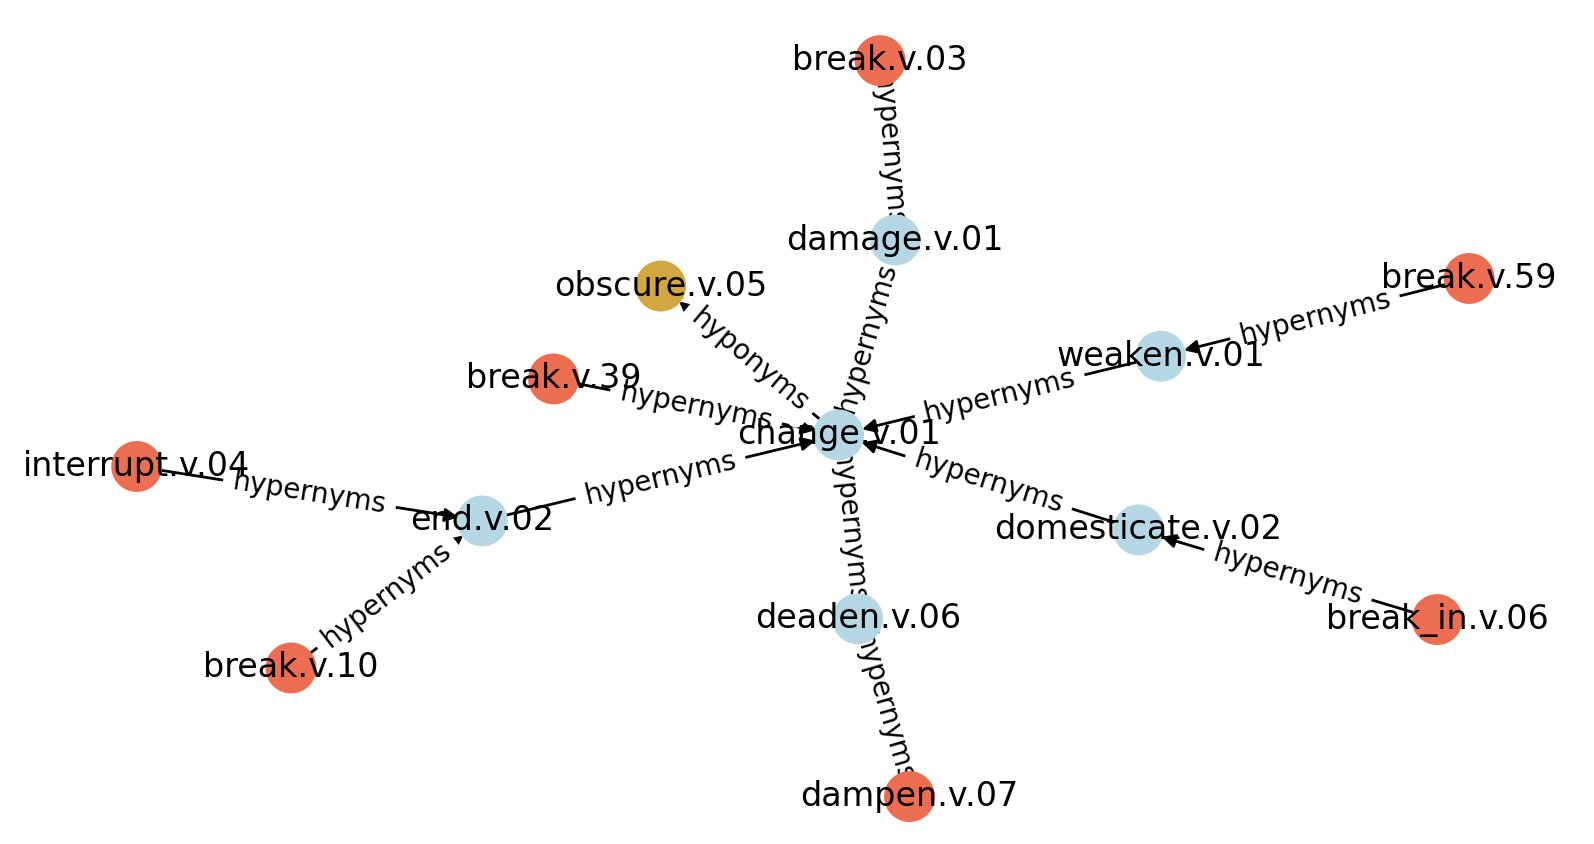 break.v.03
hypernyms
damage.v.01
obscure.v.05
break.v.59
hypernyms
hyponyms
hypernyms
weaken.v.01
break.v.39
hypernyms
hypernyms
change.v.01
interrupt.v.04
hypernyms
hypernyms
hypernyms
end.v.02
hypernyms
domesticate.v.02
hypernyms
hypernyms
deaden.v.06
break_in.v.06
break.v.10
hypernyms
dampen.v.07